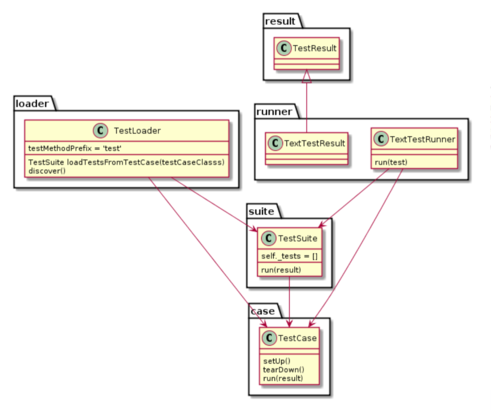 result
C TestResult
loader
C TestLoader
testMethodPrefix = 'test'
TestSuite loadTestsFromTestCase(testCaseClasss)
discover()
runner
C TextTestResult
C TextTestRunner
run(test)
suite
C TestSuite
self._tests = []
run(result)
case
C TestCase
setUp()
tearDown()
run(result)